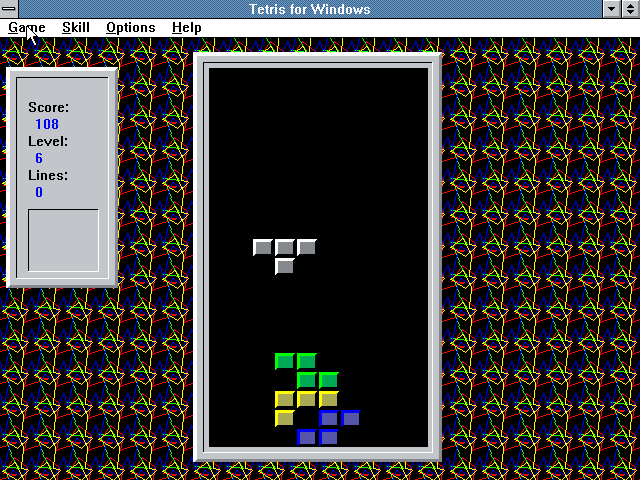 Tetris for Windows
Game Skill Options Help
Score:
108
Level:
6
Lines:
0